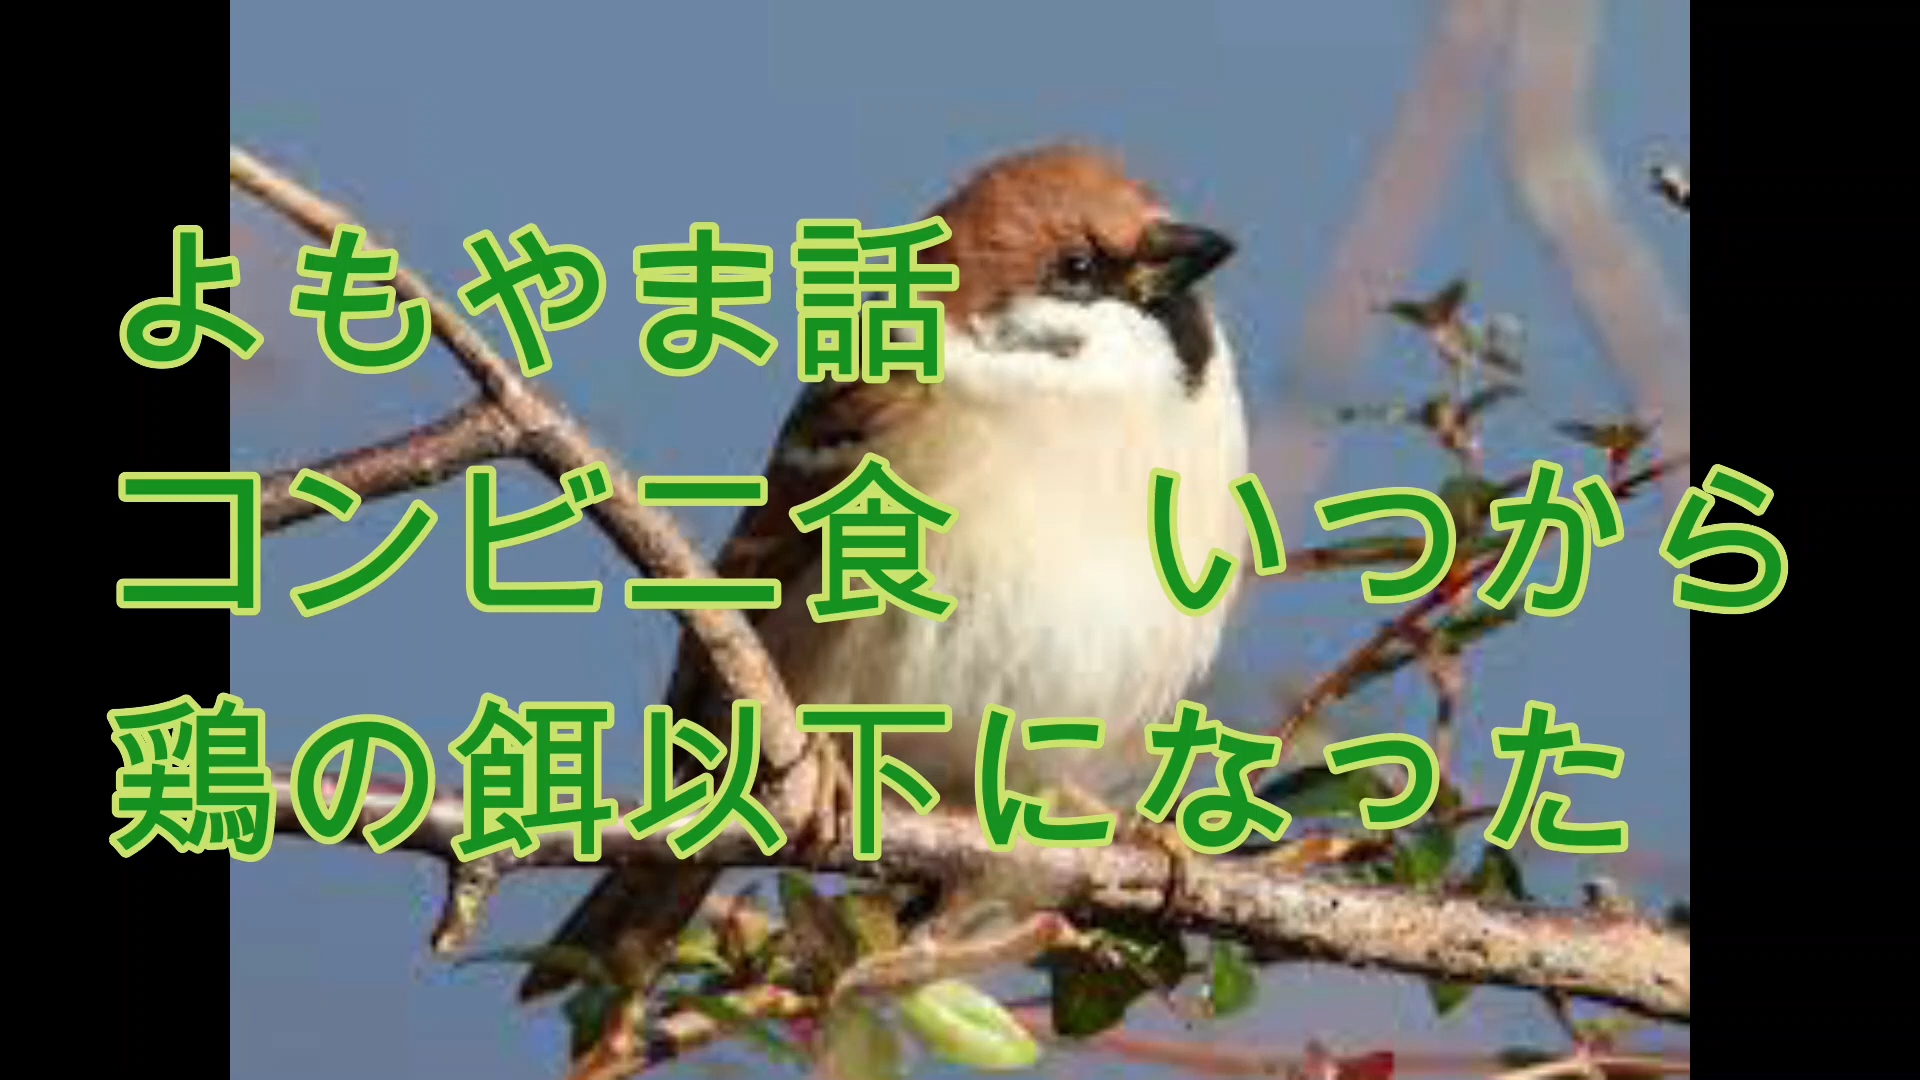 よもやま話
コンビニ食　いつから
鶏の餌以下になった